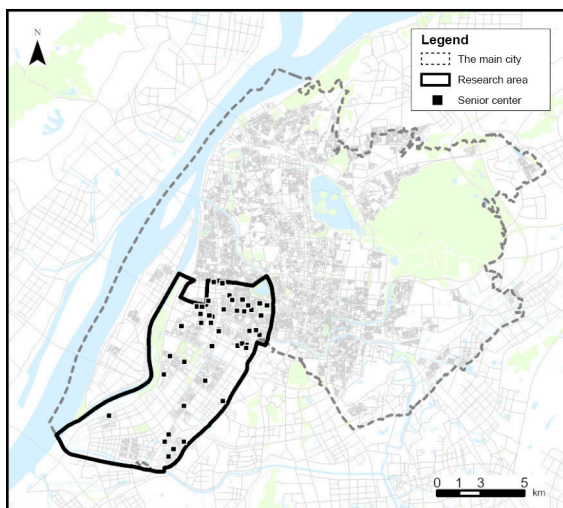 N
Legend
The main city
Research area
Senior center
0 1 3 5
km